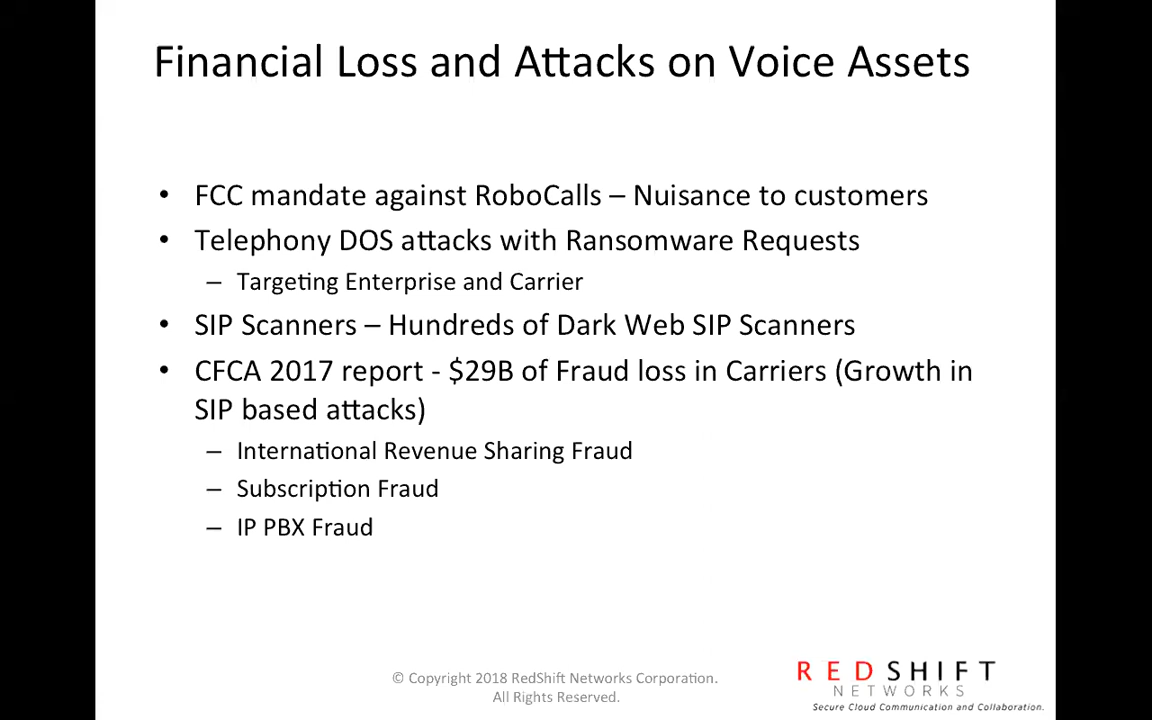 Financial Loss and Attacks on Voice Assets
• FCC mandate against RoboCalls – Nuisance to customers
• Telephony DOS attacks with Ransomware Requests
– Targeting Enterprise and Carrier
• SIP Scanners – Hundreds of Dark Web SIP Scanners
• CFCA 2017 report - $29B of Fraud loss in Carriers (Growth in
SIP based attacks)
– International Revenue Sharing Fraud
– Subscription Fraud
– IP PBX Fraud
© Copyright 2018 RedShift Networks Corporation.
All Rights Reserved.
REDSHIFT
NETWORKS
Secure Cloud Communication and Collaboration.